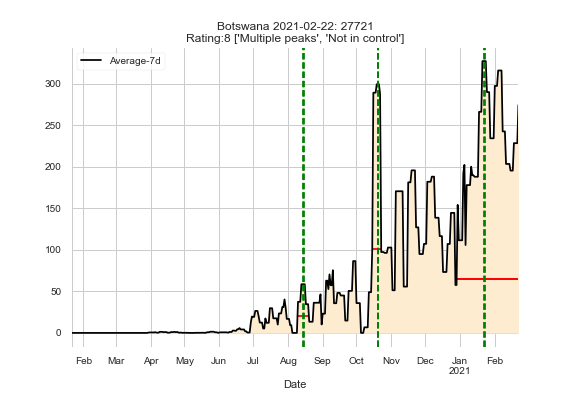 Botswana 2021-02-22: 27721
Rating:8 ['Multiple peaks', 'Not in control']
Average-7d
300
250
200
150
100
50
0
Feb Mar Apr May Jun Jul Aug Sep Oct Nov Dec Jan Feb
2021
Date